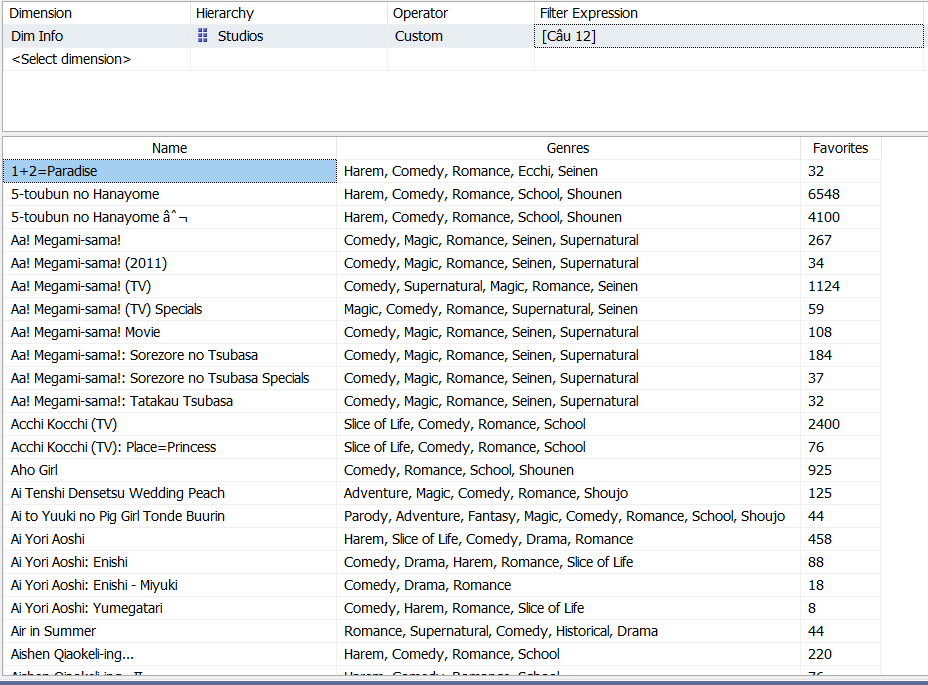 Dimension Hierarchy Operator Filter Expression
Dim Info Studios Custom [Câu 12]
<Select dimension>
Name Genres Favorites
1+2=Paradise Harem, Comedy, Romance, Ecchi, Seinen 32
5-toubun no Hanayome Harem, Comedy, Romance, School, Shounen 6548
5-toubun no Hanayome âˆ¬ Harem, Comedy, Romance, School, Shounen 4100
Aa! Megami-sama! Comedy, Magic, Romance, Seinen, Supernatural 267
Aa! Megami-sama! (2011) Comedy, Magic, Romance, Seinen, Supernatural 34
Aa! Megami-sama! (TV) Comedy, Supernatural, Magic, Romance, Seinen 1124
Aa! Megami-sama! (TV) Specials Magic, Comedy, Romance, Supernatural, Seinen 59
Aa! Megami-sama! Movie Comedy, Magic, Romance, Seinen, Supernatural 108
Aa! Megami-sama!: Sorezore no Tsubasa Comedy, Magic, Romance, Seinen, Supernatural 184
Aa! Megami-sama!: Sorezore no Tsubasa Specials Comedy, Magic, Romance, Seinen, Supernatural 37
Aa! Megami-sama!: Tatakau Tsubasa Comedy, Magic, Romance, Seinen, Supernatural 32
Acchi Kocchi (TV) Slice of Life, Comedy, Romance, School 2400
Acchi Kocchi (TV): Place=Princess Slice of Life, Comedy, Romance, School 76
Aho Girl Comedy, Romance, School, Shounen 925
Ai Tenshi Densetsu Wedding Peach Adventure, Magic, Comedy, Romance, Shoujo 125
Ai to Yuuki no Pig Girl Tonde Buurin Parody, Adventure, Fantasy, Magic, Comedy, Romance, School, Shoujo 44
Ai Yori Aoshi Harem, Slice of Life, Comedy, Drama, Romance 458
Ai Yori Aoshi: Enishi Comedy, Drama, Harem, Romance, Slice of Life 88
Ai Yori Aoshi: Enishi - Miyuki Comedy, Drama, Romance 18
Ai Yori Aoshi: Yumegatari Comedy, Harem, Romance, Slice of Life 8
Air in Summer Romance, Supernatural, Comedy, Historical, Drama 44
Aishen Qiaokeli-ing... Harem, Comedy, Romance, School 220